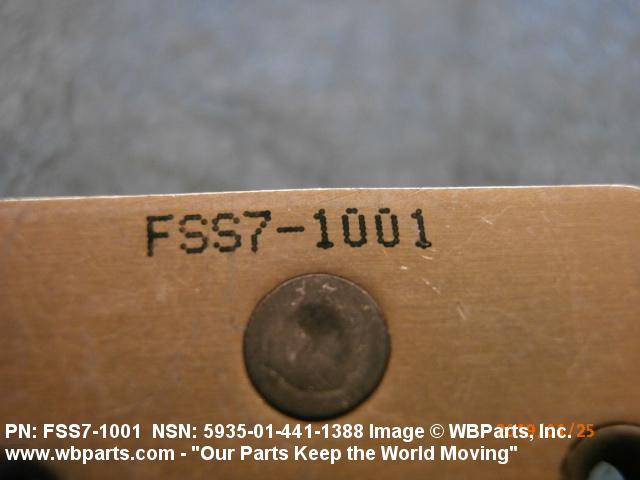 FSS7-1001
PN: FSS7-1001 NSN: 5935-01-441-1388 Image © WBParts, Inc.
www.wbparts.com - "Our Parts Keep the World Moving"